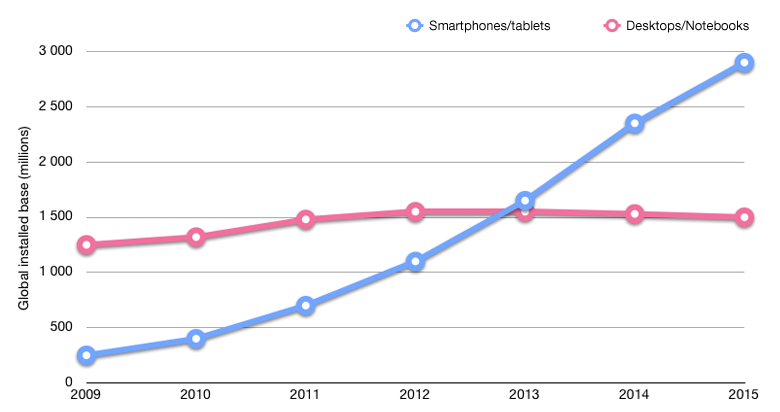 Smartphones/tablets
Desktops/Notebooks
Global installed base (millions)
3 000
2 500
2 000
1 500
1 000
500
0
2009 2010 2011 2012 2013 2014 2015